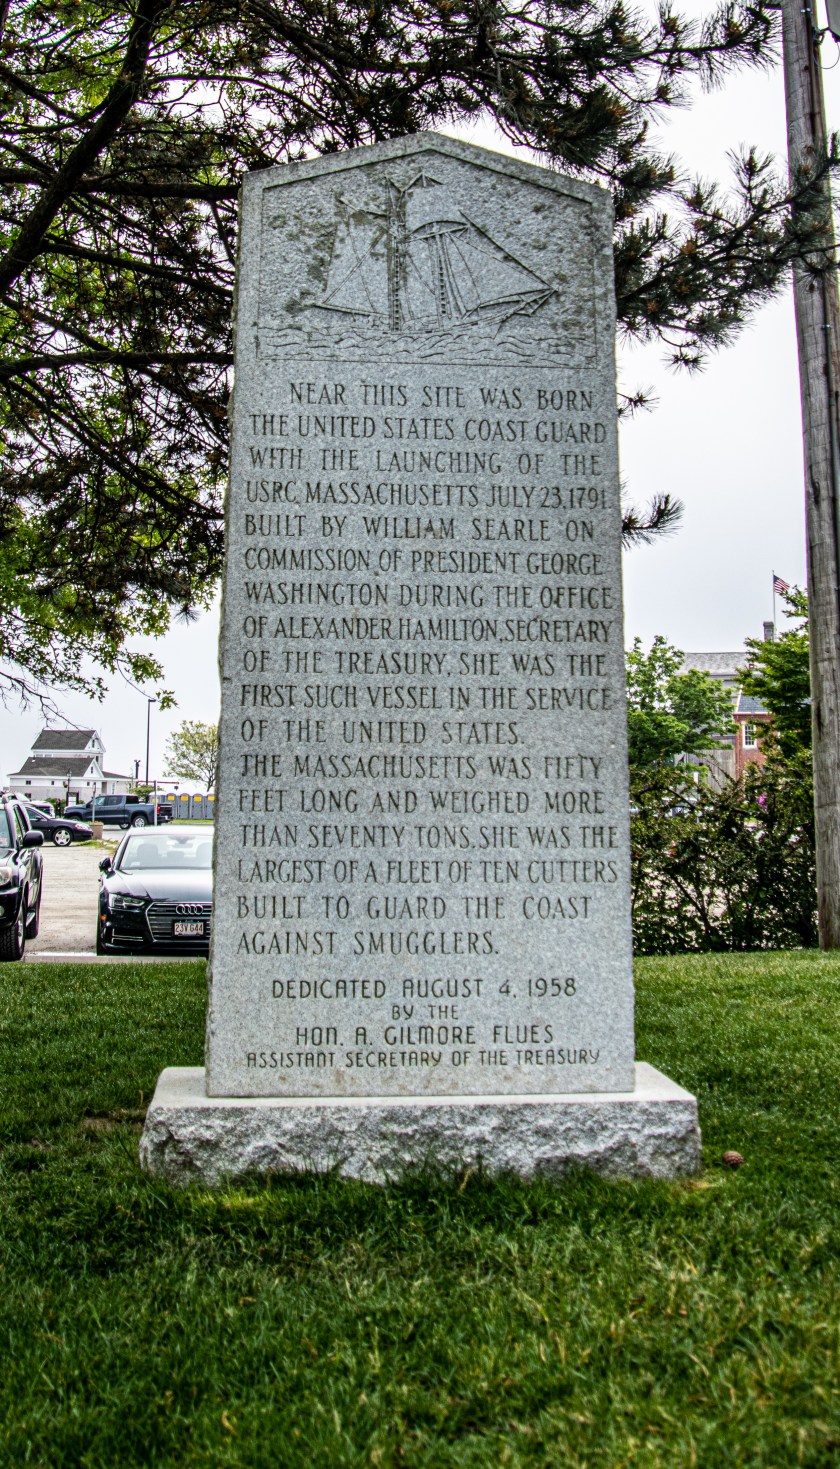 NEAR THIS SITE WAS BORN
THE UNITED STATES COAST GUARD
WITH THE LAUNCHING OF THE
USRC MASSACHUSETTS JULY 23, 1791
BUILT BY WILLIAM SEARLE ON
COMMISSION OF PRESIDENT GEORGE
WASHINGTON DURING THE OFFICE
OF ALEXANDER HAMILTON, SECRETARY
OF THE TREASURY. SHE WAS THE
FIRST SUCH VESSEL IN THE SERVICE
OF THE UNITED STATES.
THE MASSACHUSETTS WAS FIFTY
FEET LONG AND WEIGHED MORE
THAN SEVENTY TONS. SHE WAS THE
LARGEST OF A FLEET OF TEN CUTTERS
BUILT TO GUARD THE COAST
AGAINST SMUGGLERS.
DEDICATED AUGUST 4, 1958
BY THE
HON. A. GILMORE FLUES
ASSISTANT SECRETARY OF THE TREASURY